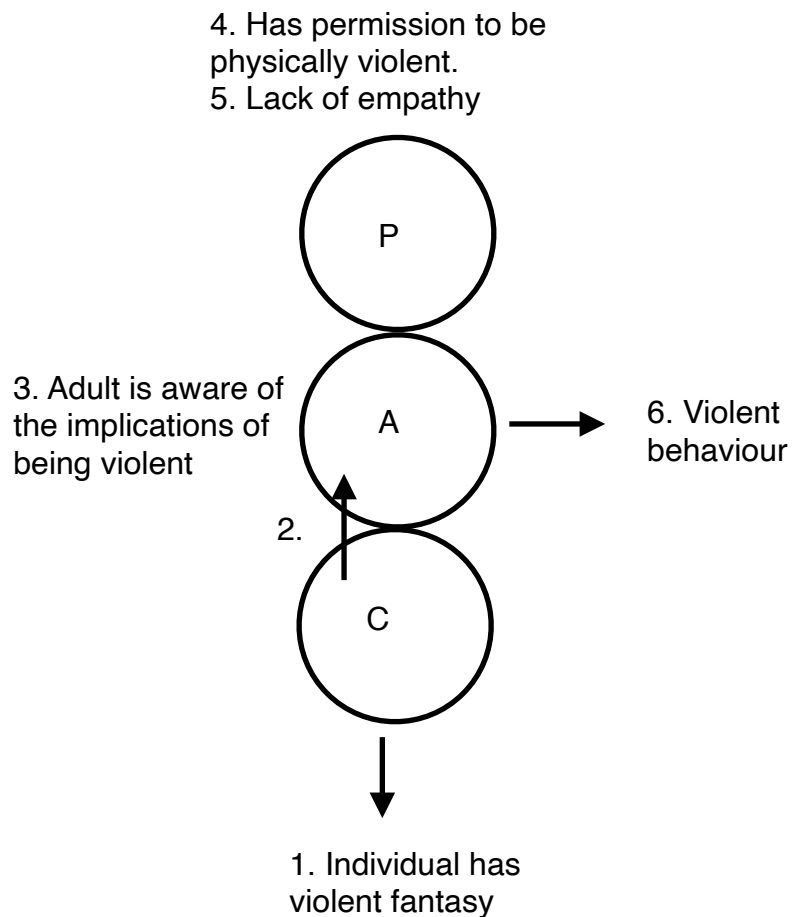 4. Has permission to be
physically violent.
5. Lack of empathy
P
3. Adult is aware of
the implications of
being violent
A
6. Violent
behaviour
2.
C
1. Individual has
violent fantasy